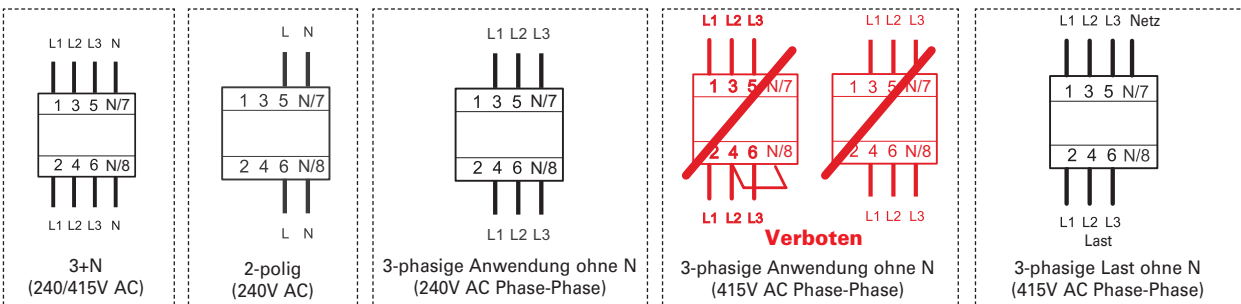 L1 L2 L3 N
1 3 5 N/7
2 4 6 N/8
L1 L2 L3 N
3+N
(240/415V AC)
L N
1 3 5 N/7
2 4 6 N/8
L N
2-polig
(240V AC)
L1 L2 L3
1 3 5 N/7
2 4 6 N/8
L1 L2 L3
3-phasige Anwendung ohne N
(240V AC Phase-Phase)
L1 L2 L3
1 3 5 N/7
2 4 6 N/8
L1 L2 L3
L1 L2 L3
1 3 5 N/7
2 4 6 N/8
L1 L2 L3
Verboten
3-phasige Anwendung ohne N
(415V AC Phase-Phase)
L1 L2 L3 Netz
1 3 5 N/7
2 4 6 N/8
L1 L2 L3
Last
3-phasige Last ohne N
(415V AC Phase-Phase)